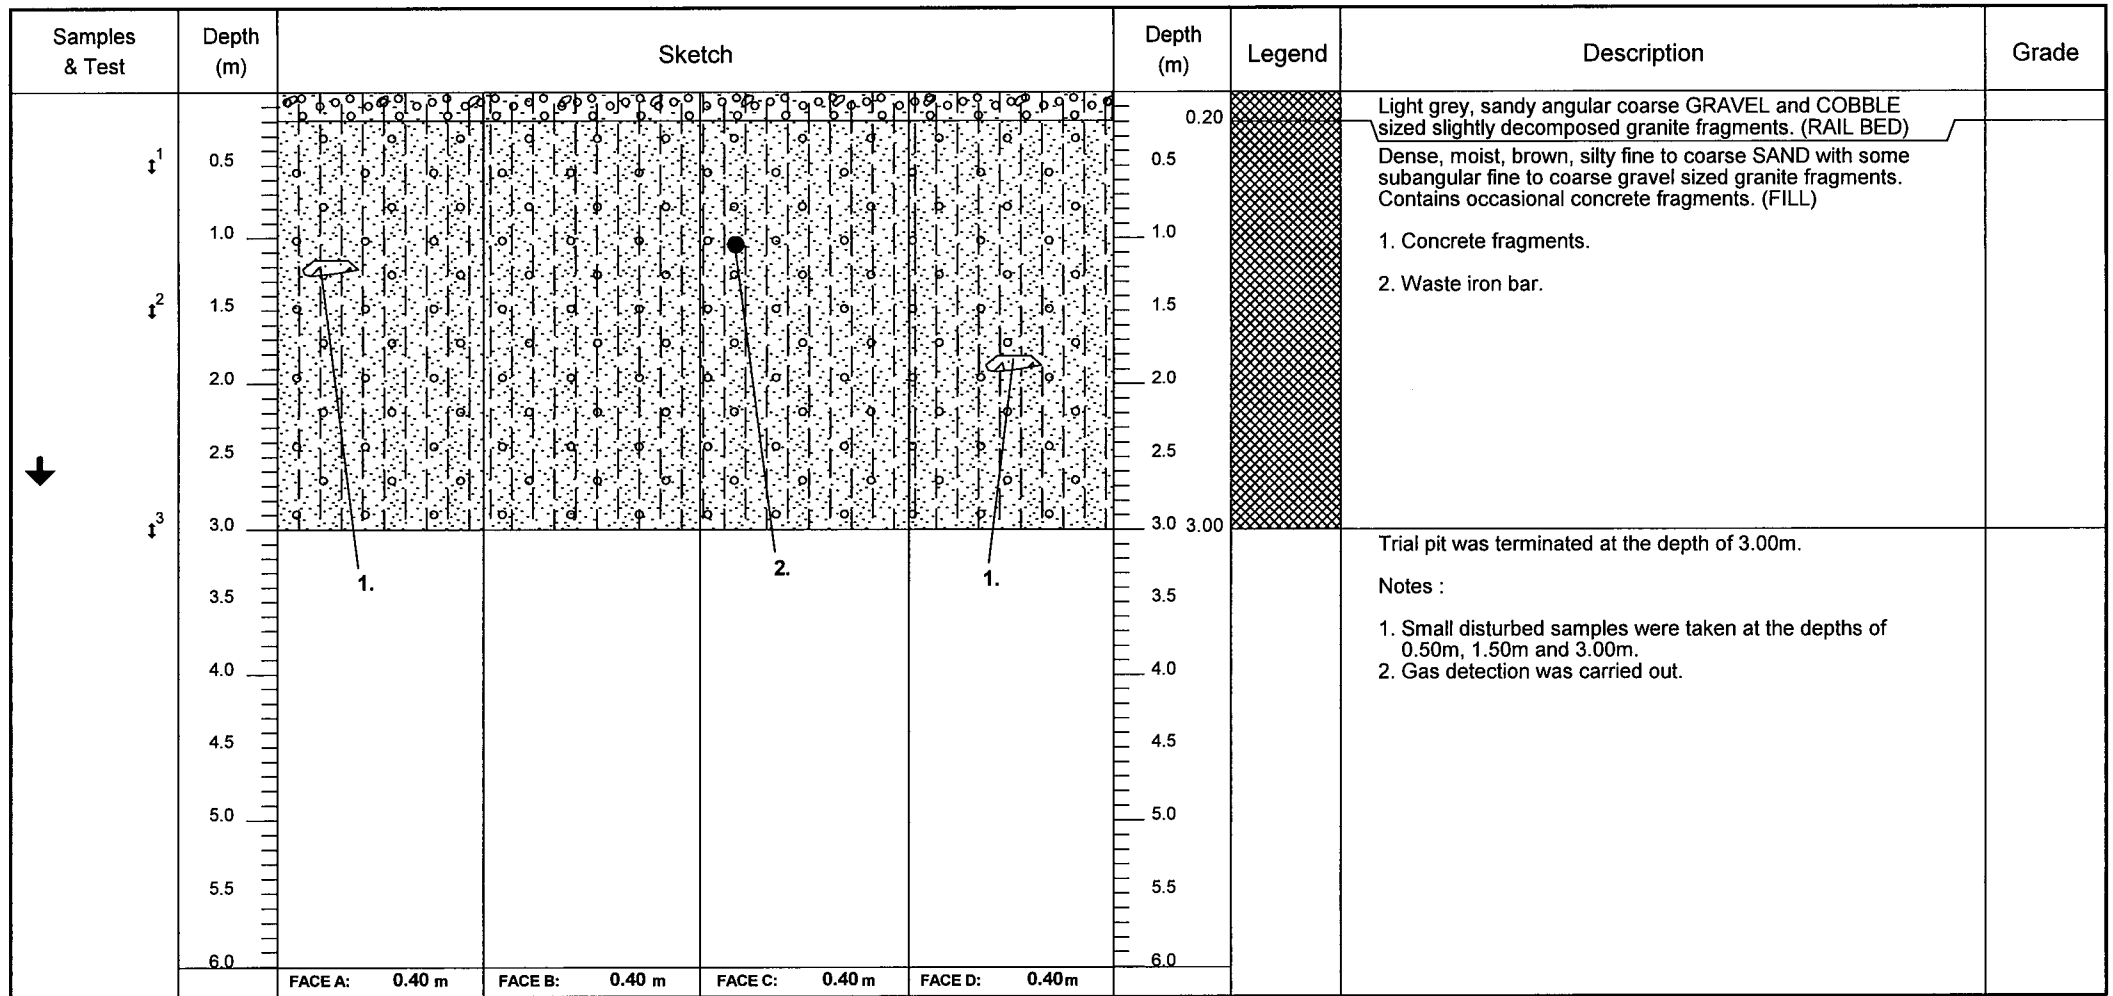 Samples & Test
Depth (m)
Sketch
Depth (m)
Legend
Description
Grade
1
2
3
0.5
1.0
1.5
2.0
2.5
3.0
3.5
4.0
4.5
5.0
5.5
6.0
1.
2.
1.
FACE A: 0.40 m
FACE B: 0.40 m
FACE C: 0.40 m
FACE D: 0.40m
0.20
0.5
1.0
1.5
2.0
2.5
3.0 3.00
3.5
4.0
4.5
5.0
5.5
6.0
Light grey, sandy angular coarse GRAVEL and COBBLE
sized slightly decomposed granite fragments. (RAIL BED)
Dense, moist, brown, silty fine to coarse SAND with some
subangular fine to coarse gravel sized granite fragments.
Contains occasional concrete fragments. (FILL)
1. Concrete fragments.
2. Waste iron bar.
Trial pit was terminated at the depth of 3.00m.
Notes :
1. Small disturbed samples were taken at the depths of
0.50m, 1.50m and 3.00m.
2. Gas detection was carried out.